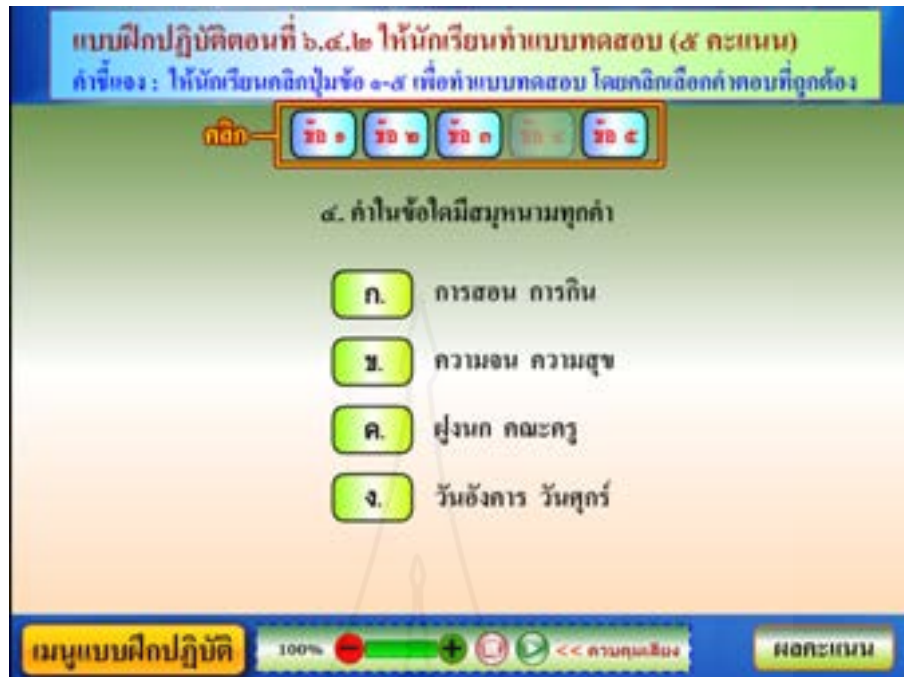 แบบฝึกปฏิบัติตอนที่ ๖.๔.๒ ให้นักเรียนทำแบบทดสอบ (๕ คะแนน)
คำชี้แจง : ให้นักเรียนคลิกปุ่มข้อ ๑-๕ เพื่อทำแบบทดสอบ โดยคลิกเลือกคำตอบที่ถูกต้อง
คลิก ข้อ ๑ ข้อ ๒ ข้อ ๓ ข้อ ๔ ข้อ ๕
๔. คำในข้อใดมีสมุหนามทุกคำ
ก. การสอน การกิน
ข. ความจน ความสุข
ค. ฝูงนก คณะครู
ง. วันอังคาร วันศุกร์
เมนูแบบฝึกปฏิบัติ 100% << ควบคุมเสียง ผลคะแนน